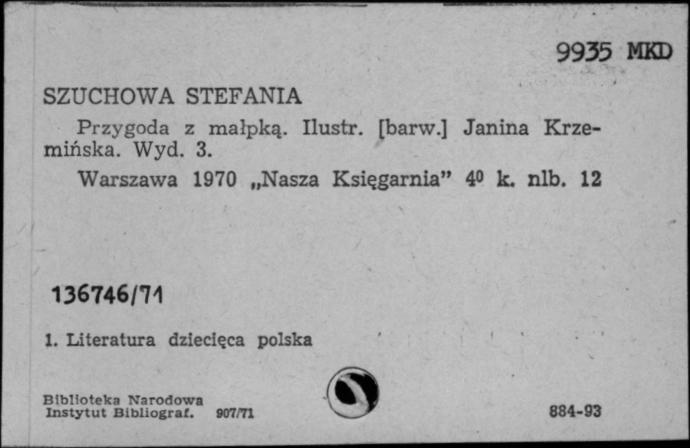 9935 MKD
SZUCHOWA STEFANIA
Przygoda z małpką. Ilustr. [barw.] Janina Krze-
mińska. Wyd. 3.
Warszawa 1970 „Nasza Księgarnia” 4⁰ k. nlb. 12
136746/71
1. Literatura dziecięca polska
Biblioteka Narodowa
Instytut Bibliograf. 907/71
884-93